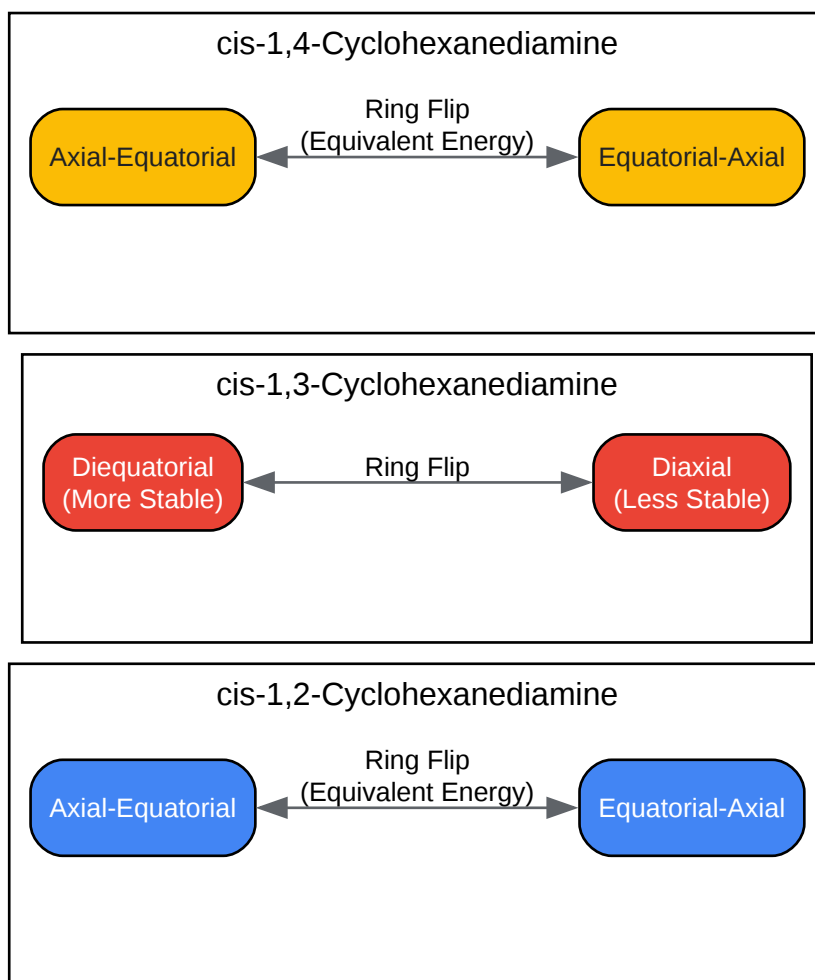 cis-1,4-Cyclohexanediamine
Axial-Equatorial
Ring Flip
(Equivalent Energy)
Equatorial-Axial
cis-1,3-Cyclohexanediamine
Diequatorial
(More Stable)
Ring Flip
Diaxial
(Less Stable)
cis-1,2-Cyclohexanediamine
Axial-Equatorial
Ring Flip
(Equivalent Energy)
Equatorial-Axial